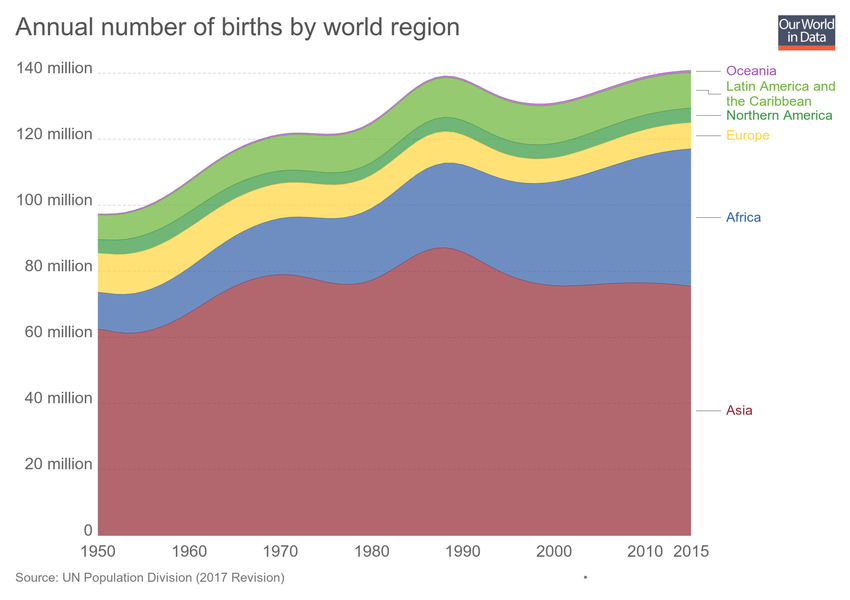 Annual number of births by world region
Our World
in Data
140 million
120 million
100 million
80 million
60 million
40 million
20 million
0
1950 1960 1970 1980 1990 2000 2010 2015
Oceania
Latin America and
the Caribbean
Northern America
Europe
Africa
Asia
Source: UN Population Division (2017 Revision)